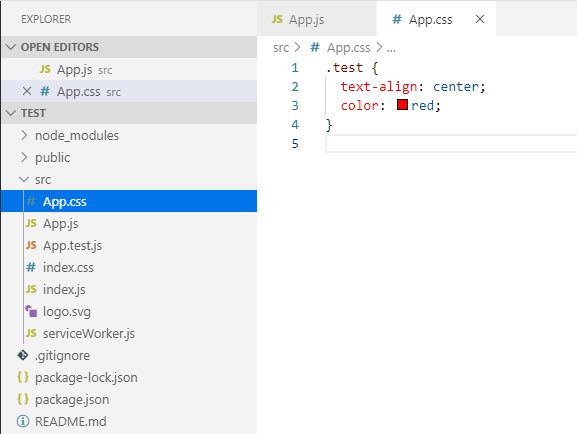 EXPLORER
OPEN EDITORS
JS App.js src
# App.css src
TEST
node_modules
public
src
# App.css
JS App.js
JS App.test.js
# index.css
JS index.js
logo.svg
JS serviceWorker.js
.gitignore
{} package-lock.json
{} package.json
README.md
JS App.js
# App.css
src > # App.css > ...
1 .test {
2 text-align: center;
3 color: red;
4 }
5